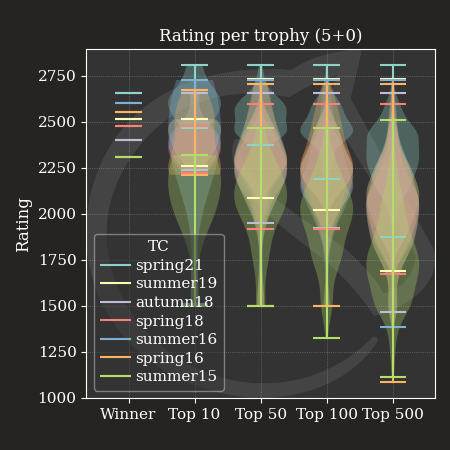 Rating per trophy (5+0)
2750
2500
2250
2000
1750
1500
1250
1000
Rating
TC
spring21
summer19
autumn18
spring18
summer16
spring16
summer15
Winner Top 10 Top 50 Top 100 Top 500